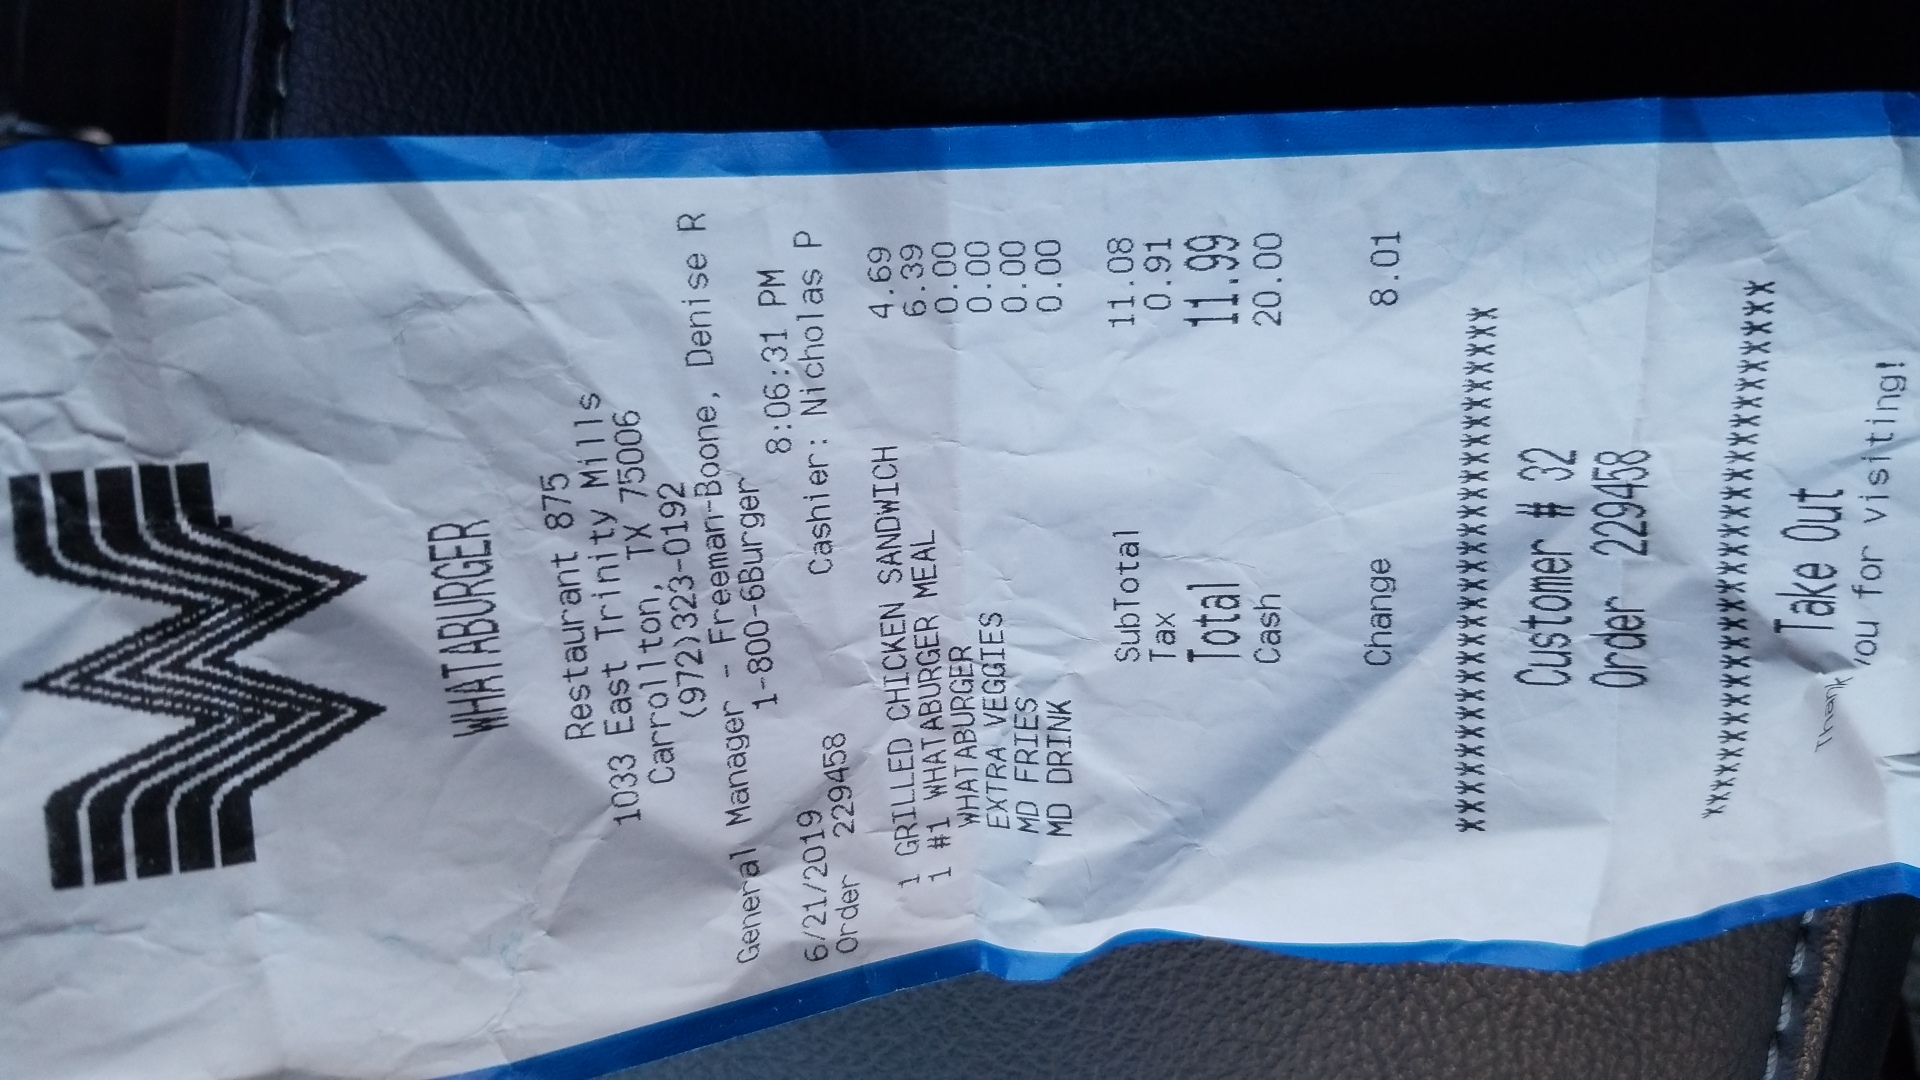 WHATABURGER
Restaurant 875
1033 East Trinity Mills
Carrollton, TX 75006
(972)323-0192
General Manager - Freeman-Boone, Denise R
1-800-6Burger
6/21/2019 8:06:31 PM
Order 229458 Cashier: Nicholas P
1 GRILLED CHICKEN SANDWICH 4.69
1 #1 WHATABURGER MEAL 6.39
WHATABURGER 0.00
EXTRA VEGGIES 0.00
MD FRIES 0.00
MD DRINK 0.00
SubTotal 11.08
Tax 0.91
Total 11.99
Cash 20.00
Change 8.01
Customer # 32
Order 229458
Take Out
Thank you for visiting!